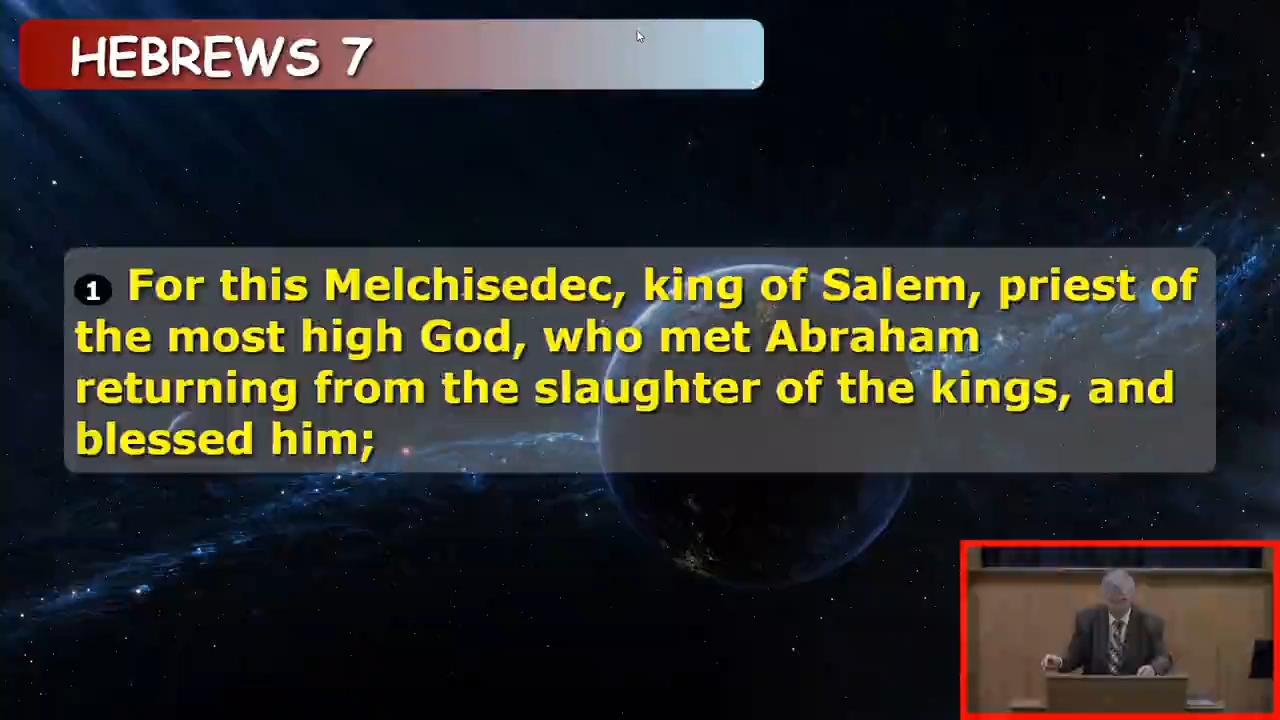 HEBREWS 7
1 For this Melchisedec, king of Salem, priest of
the most high God, who met Abraham
returning from the slaughter of the kings, and
blessed him;